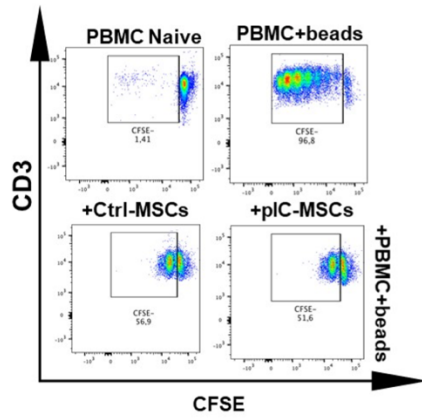 PBMC Naive
PBMC+beads
CFSE-
1,41
CFSE-
96,8
+Ctrl-MSCs
+pIC-MSCs
CFSE-
56,9
CFSE-
51,6
CD3
+PBMC+beads
CFSE